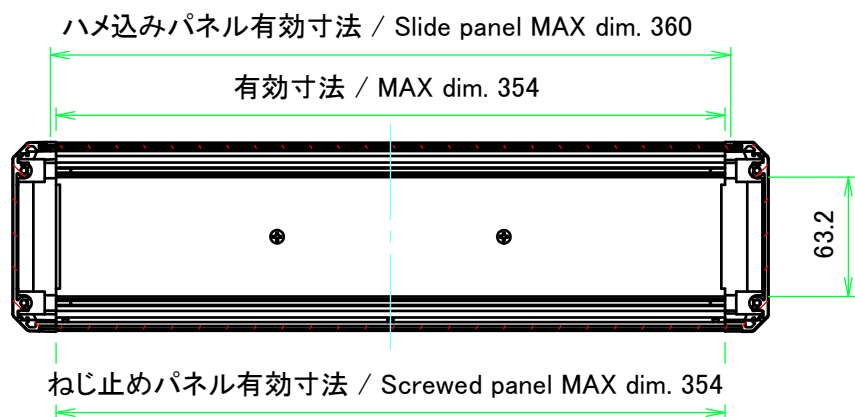 ハメ込みパネル有効寸法 / Slide panel MAX dim. 360
有効寸法 / MAX dim. 354
63.2
ねじ止めパネル有効寸法 / Screwed panel MAX dim. 354